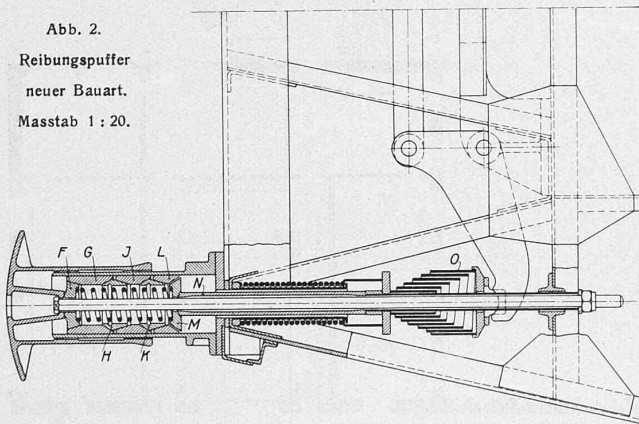 Abb. 2.
Reibungspuffer
neuer Bauart.
Masstab 1 : 20.
F G J L
N
O
M
H K